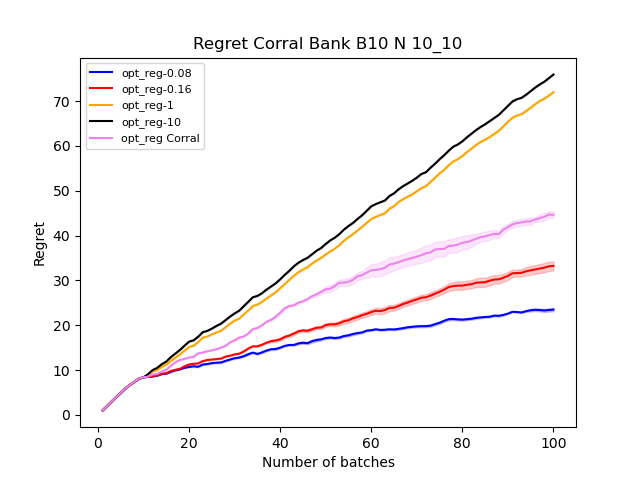 Regret Corral Bank B10 N 10_10
opt_reg-0.08
opt_reg-0.16
opt_reg-1
opt_reg-10
opt_reg Corral
Regret
70
60
50
40
30
20
10
0
0 20 40 60 80 100
Number of batches